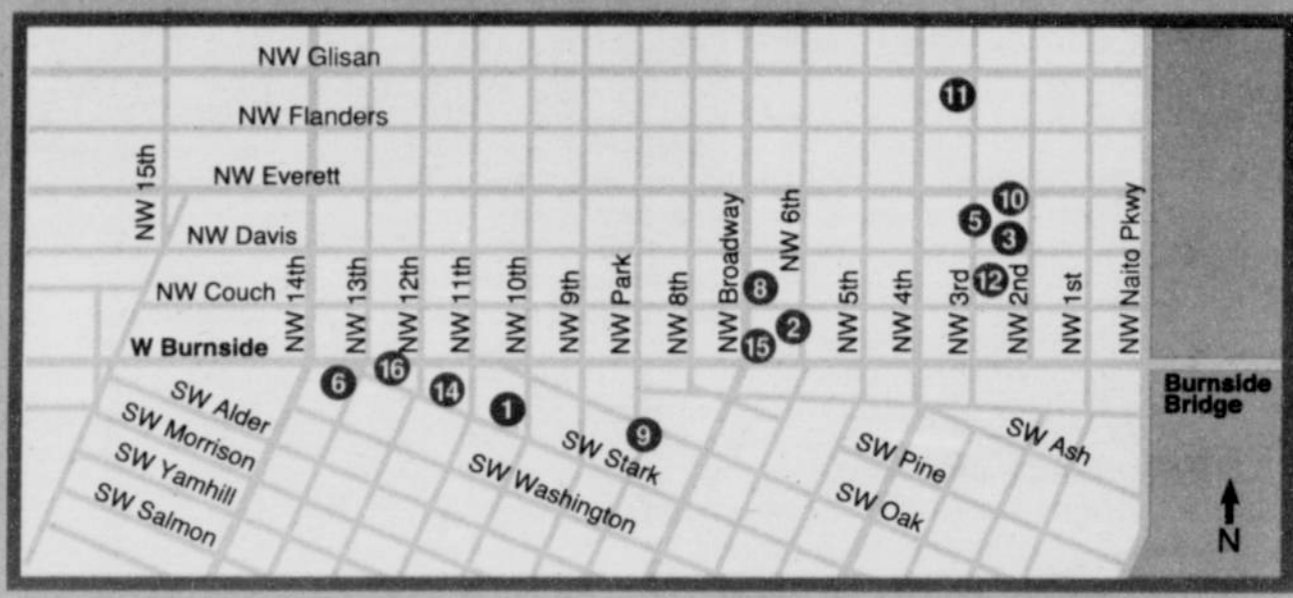 NW Glisan
11
NW Flanders
NW 15th
NW Everett
10
NW Broadway
NW 6th
5
NW Naito Pkwy
NW Davis
3
NW 14th
NW 13th
NW 12th
NW 11th
NW 10th
NW 9th
NW Park
NW 8th
8
NW 5th
NW 4th
NW 3rd
12
NW 2nd
NW 1st
NW Couch
2
W Burnside
15
16
6
14
Burnside
Bridge
SW Alder
1
9
SW Ash
SW Morrison
SW Stark
SW Pine
SW Yamhill
SW Washington
SW Oak
SW Salmon
N